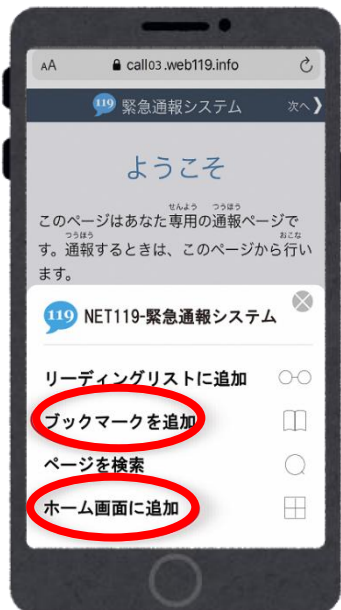 AA call03.web119.info
119 緊急通報システム 次へ❯
ようこそ
このページはあなた専用の通報ページで
す。通報するときは、このページから行い
ます。
119 NET119-緊急通報システム
リーディングリストに追加
ブックマークを追加
ページを検索
ホーム画面に追加